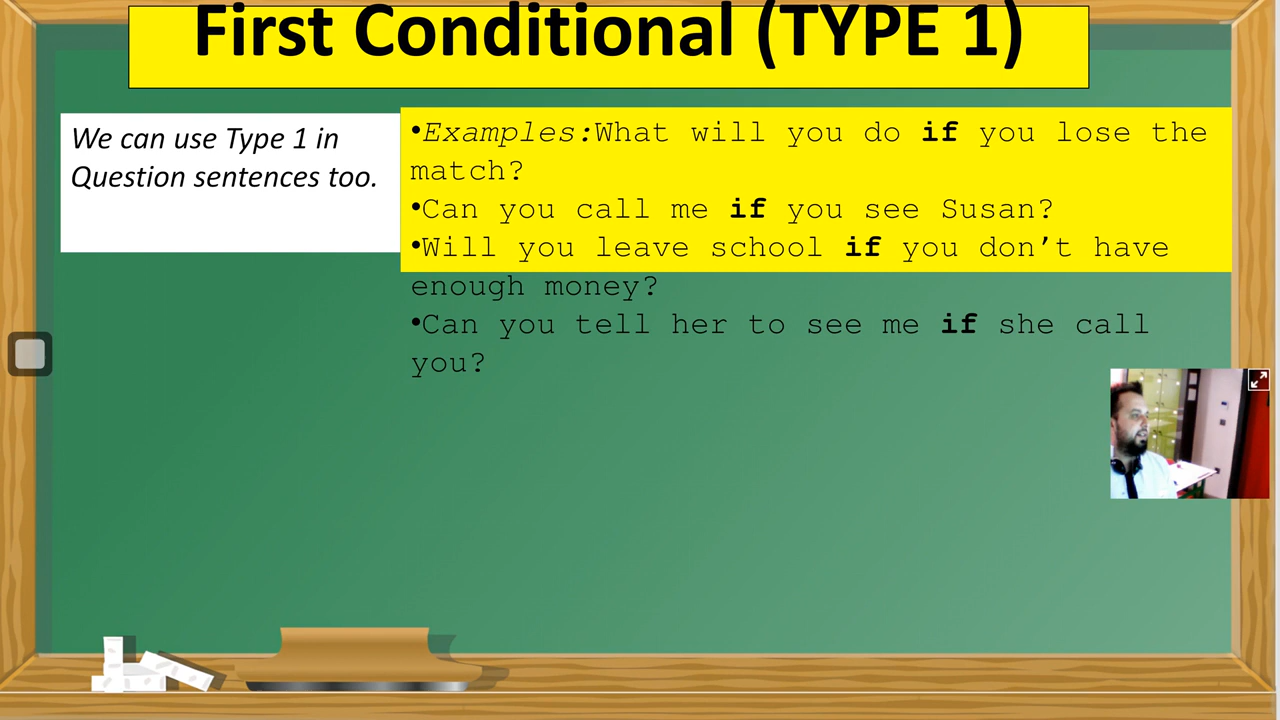 First Conditional (TYPE 1)
We can use Type 1 in
Question sentences too.
•Examples:What will you do if you lose the
match?
•Can you call me if you see Susan?
•Will you leave school if you don’t have
enough money?
•Can you tell her to see me if she call
you?